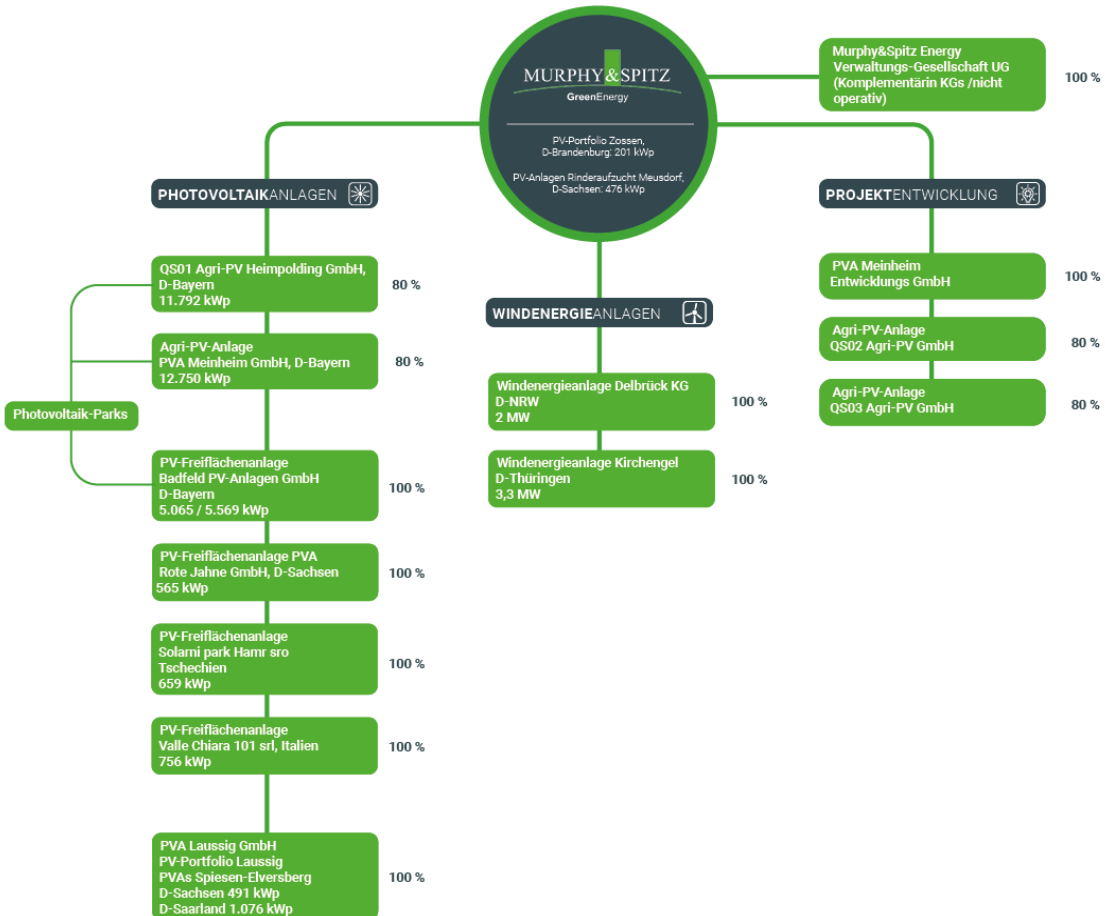 MURPHY&SPITZ
GreenEnergy
PV-Portfolio Zossen,
D-Brandenburg: 201 kWp
PV-Anlagen Rinderaufzucht Meusdorf,
D-Sachsen: 476 kWp
Murphy&Spitz Energy
Verwaltungs-Gesellschaft UG
(Komplementärin KGs /nicht
operativ)
100 %
PHOTOVOLTAIKANLAGEN
QS01 Agri-PV Heimpolding GmbH,
D-Bayern
11.792 kWp
80 %
Agri-PV-Anlage
PVA Meinheim GmbH, D-Bayern
12.750 kWp
80 %
Photovoltaik-Parks
PV-Freiflächenanlage
Badfeld PV-Anlagen GmbH
D-Bayern
5.065 / 5.569 kWp
100 %
PV-Freiflächenanlage PVA
Rote Jahne GmbH, D-Sachsen
565 kWp
100 %
PV-Freiflächenanlage
Solarni park Hamr sro
Tschechien
659 kWp
100 %
PV-Freiflächenanlage
Valle Chiara 101 srl, Italien
756 kWp
100 %
PVA Laussig GmbH
PV-Portfolio Laussig
PVAs Spiesen-Elversberg
D-Sachsen 491 kWp
D-Saarland 1.076 kWp
100 %
WINDENERGIEANLAGEN
Windenergieanlage Delbrück KG
D-NRW
2 MW
100 %
Windenergieanlage Kirchengel
D-Thüringen
3,3 MW
100 %
PROJEKTENTWICKLUNG
PVA Meinheim
Entwicklungs GmbH
100 %
Agri-PV-Anlage
QS02 Agri-PV GmbH
80 %
Agri-PV-Anlage
QS03 Agri-PV GmbH
80 %